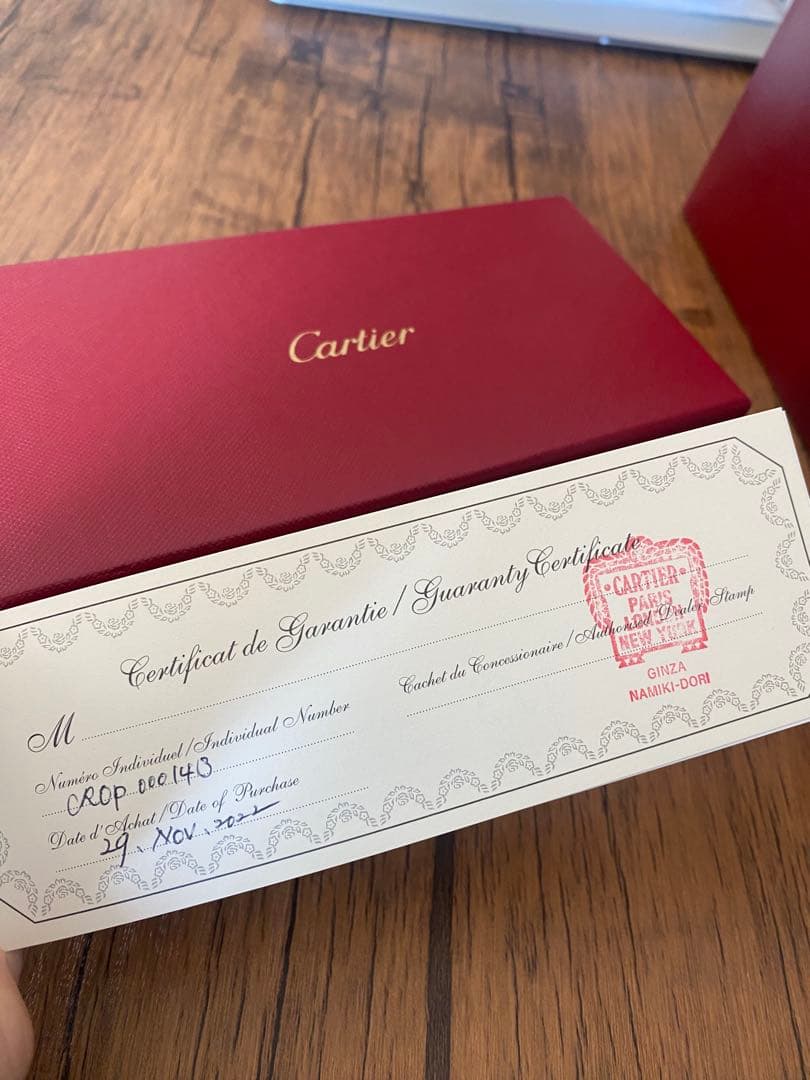 Cartier
Certificat de Garantie / Guaranty Certificate
M
Numéro Individuel / Individual Number
CROP 000143
Date d'Achat / Date of Purchase
29. NOV. 2022
Cachet du Concessionaire / Authorised Dealer Stamp
CARTIER
PARIS
NEW YORK
GINZA
NAMIKI-DORI